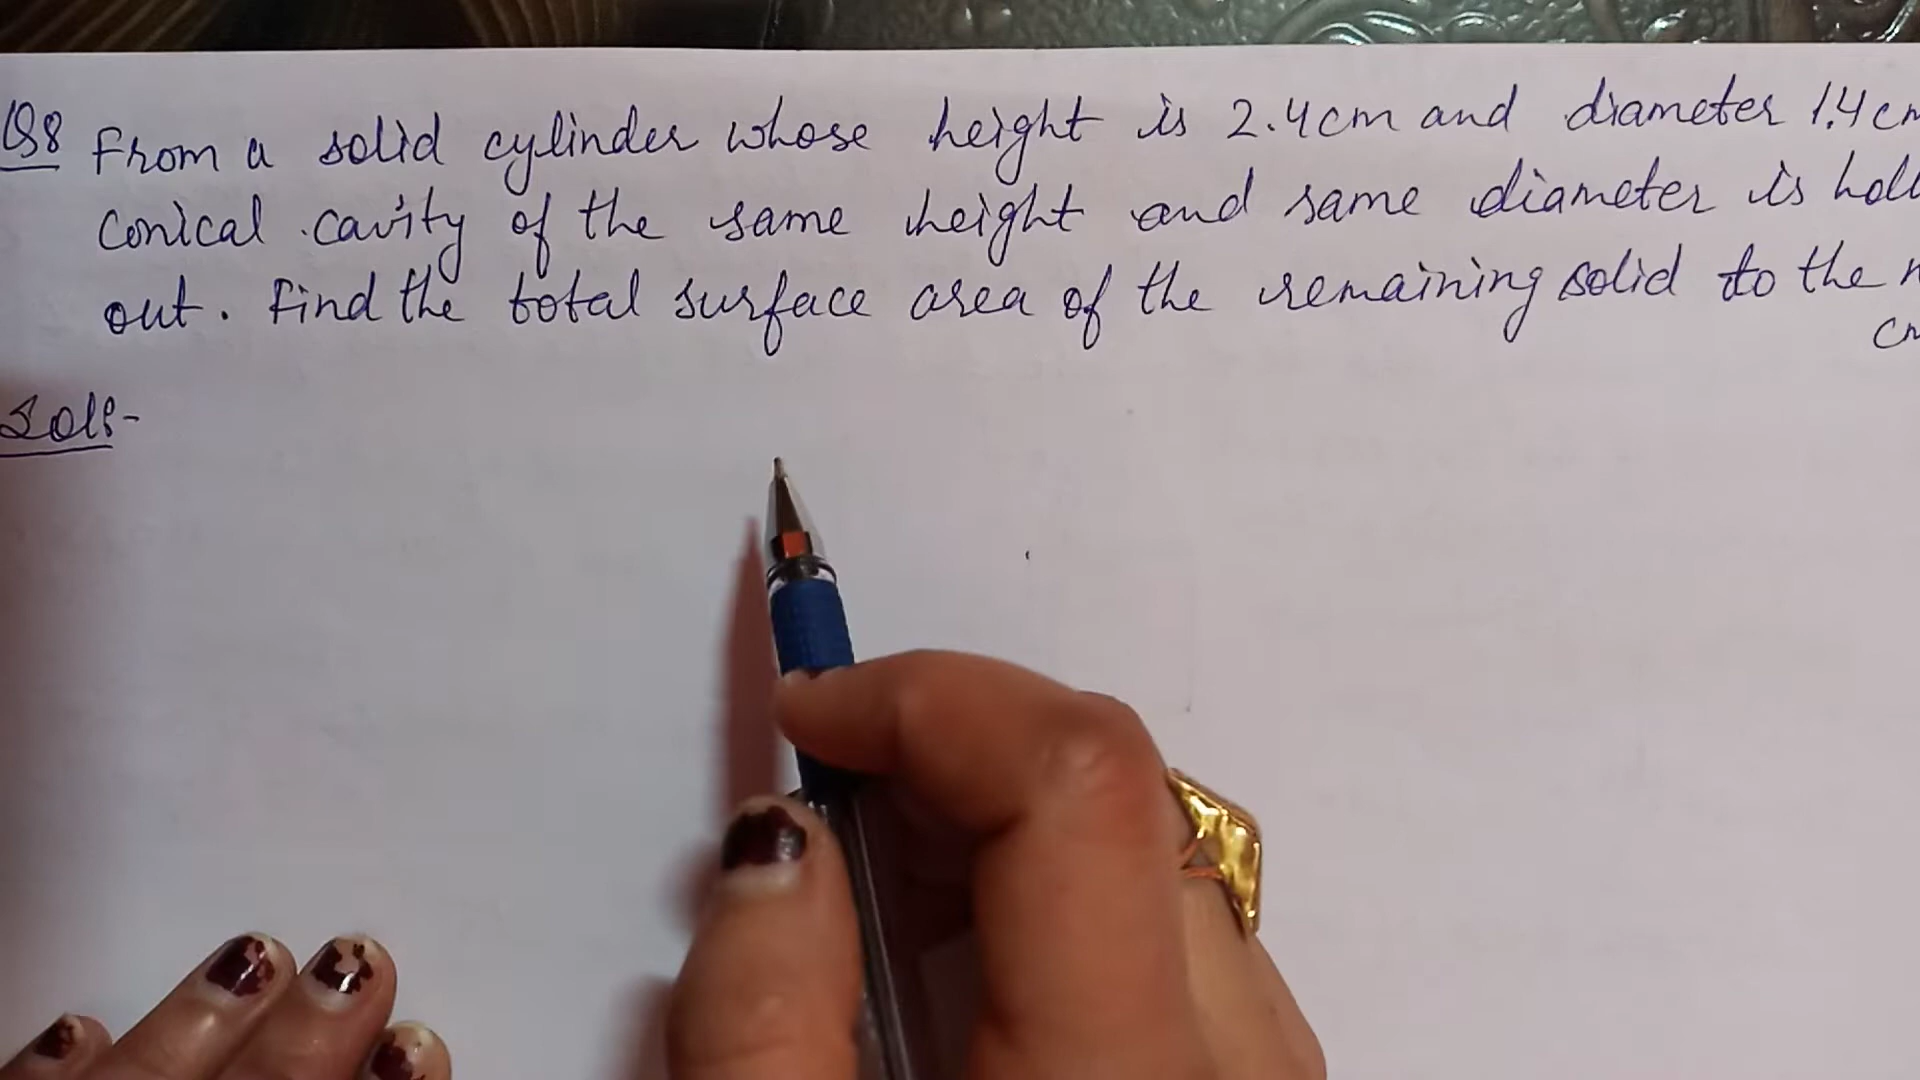 Q8 From a solid cylinder whose height is 2.4cm and diameter 1.4
conical cavity of the same height and same diameter is
out. Find the total surface area of the remaining solid to the
Sol:-